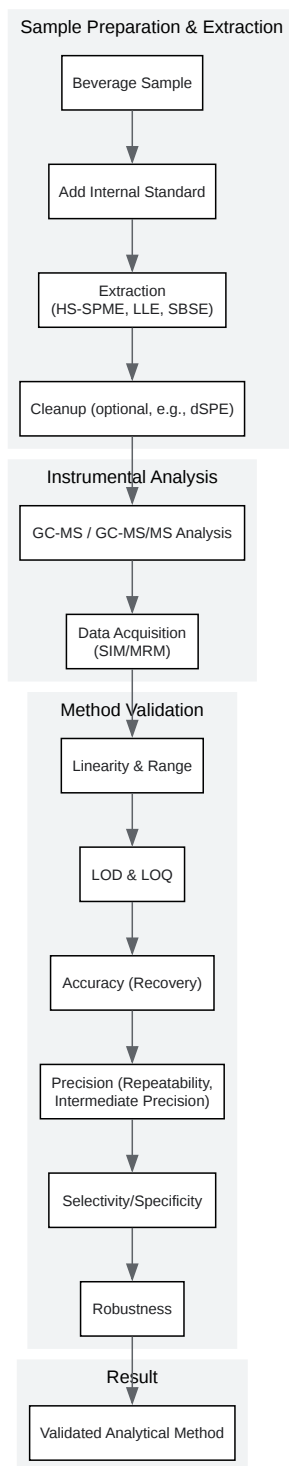 Sample Preparation & Extraction
Beverage Sample
Add Internal Standard
Extraction
(HS-SPME, LLE, SBSE)
Cleanup (optional, e.g., dSPE)
Instrumental Analysis
GC-MS / GC-MS/MS Analysis
Data Acquisition
(SIM/MRM)
Method Validation
Linearity & Range
LOD & LOQ
Accuracy (Recovery)
Precision (Repeatability,
Intermediate Precision)
Selectivity/Specificity
Robustness
Result
Validated Analytical Method